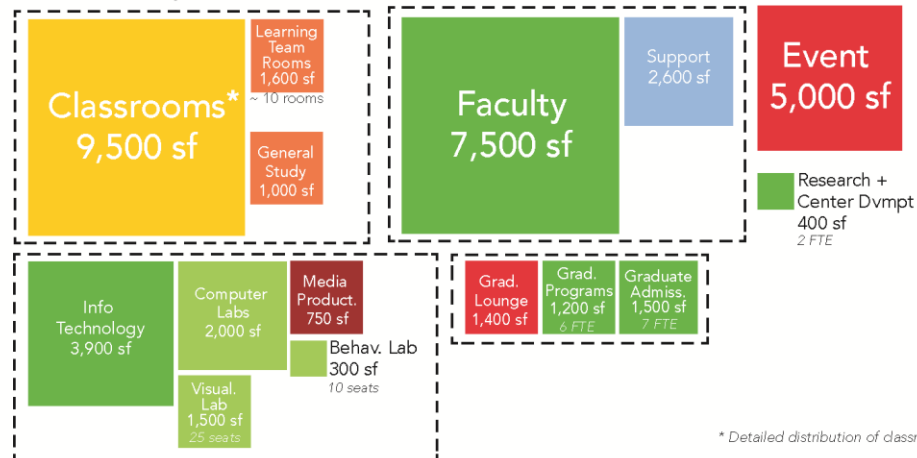 Classrooms*
9,500 sf
Learning
Team
Rooms
1,600 sf
~ 10 rooms
General
Study
1,000 sf
Faculty
7,500 sf
Support
2,600 sf
Event
5,000 sf
Research +
Center Dvmpt
400 sf
2 FTE
Info
Technology
3,900 sf
Computer
Labs
2,000 sf
Media
Product.
750 sf
Behav. Lab
300 sf
10 seats
Visual.
Lab
1,500 sf
25 seats
Grad.
Lounge
1,400 sf
Grad.
Programs
1,200 sf
6 FTE
Graduate
Admiss.
1,500 sf
7 FTE
* Detailed distribution of